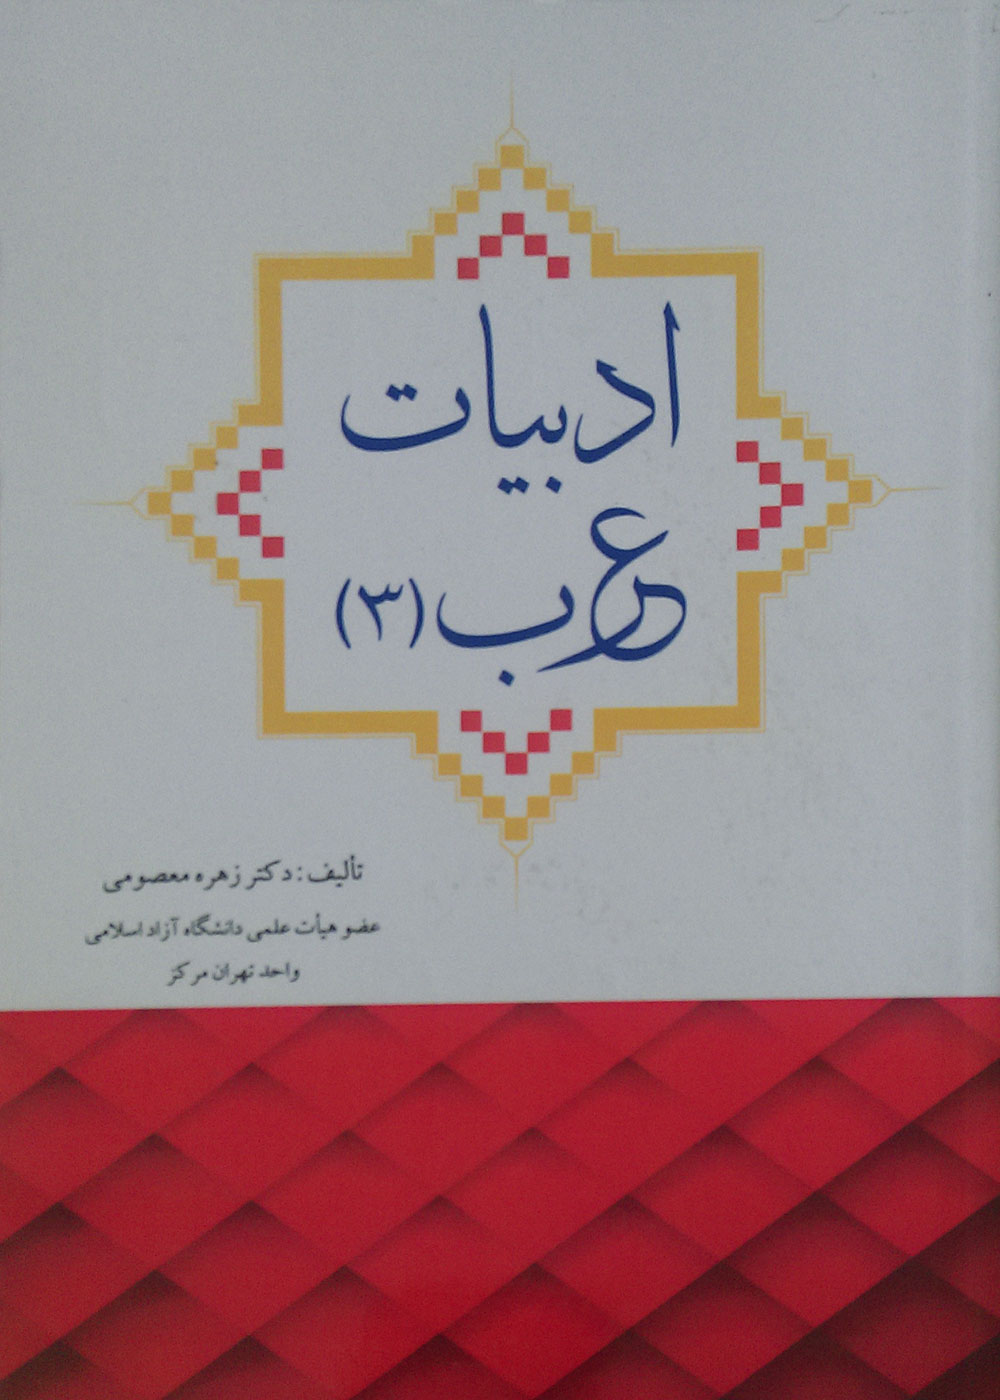 ادبیات
عرب (۳)
تألیف: دکتر زهره معصومی
عضو هیأت علمی دانشگاه آزاد اسلامی
واحد تهران مرکز